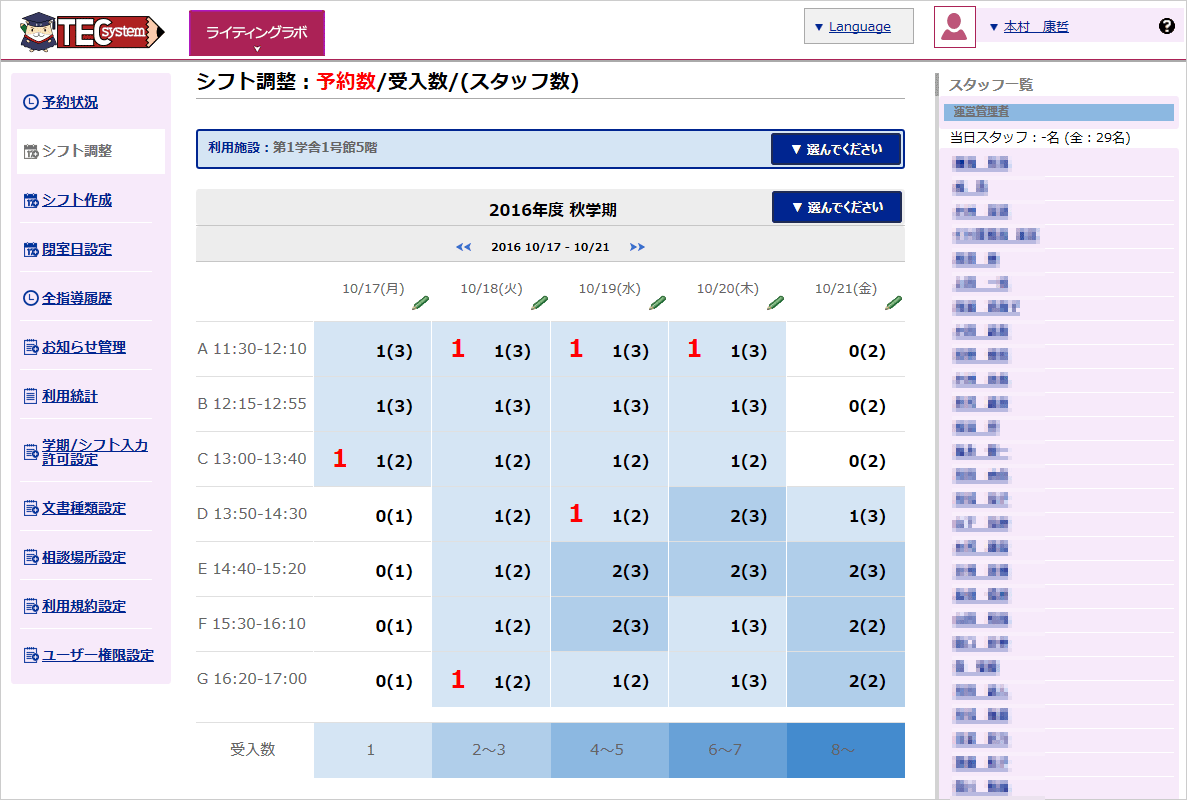 TEC system
ライティングラボ
▼ Language
▼ 本村　康哲
?
予約状況
シフト調整
シフト作成
閉室日設定
全指導履歴
お知らせ管理
利用統計
学期/シフト入力
許可設定
文書種類設定
相談場所設定
利用規約設定
ユーザー権限設定
シフト調整：予約数/受入数/(スタッフ数)
利用施設：第1学舎1号館5階
▼ 選んでください
2016年度 秋学期
▼ 選んでください
2016 10/17 - 10/21
10/17(月) 10/18(火) 10/19(水) 10/20(木) 10/21(金)
A 11:30-12:10 1(3) 1 1(3) 1 1(3) 1 1(3) 0(2)
B 12:15-12:55 1(3) 1(3) 1(3) 1(3) 0(2)
C 13:00-13:40 1 1(2) 1(2) 1(2) 1(2) 0(2)
D 13:50-14:30 0(1) 1(2) 1 1(2) 2(3) 1(3)
E 14:40-15:20 0(1) 1(2) 2(3) 2(3) 2(3)
F 15:30-16:10 0(1) 1(2) 2(3) 1(3) 2(2)
G 16:20-17:00 0(1) 1 1(2) 1(2) 1(3) 2(2)
受入数 1 2～3 4～5 6～7 8～
スタッフ一覧
運営管理者
当日スタッフ：-名 (全：29名)